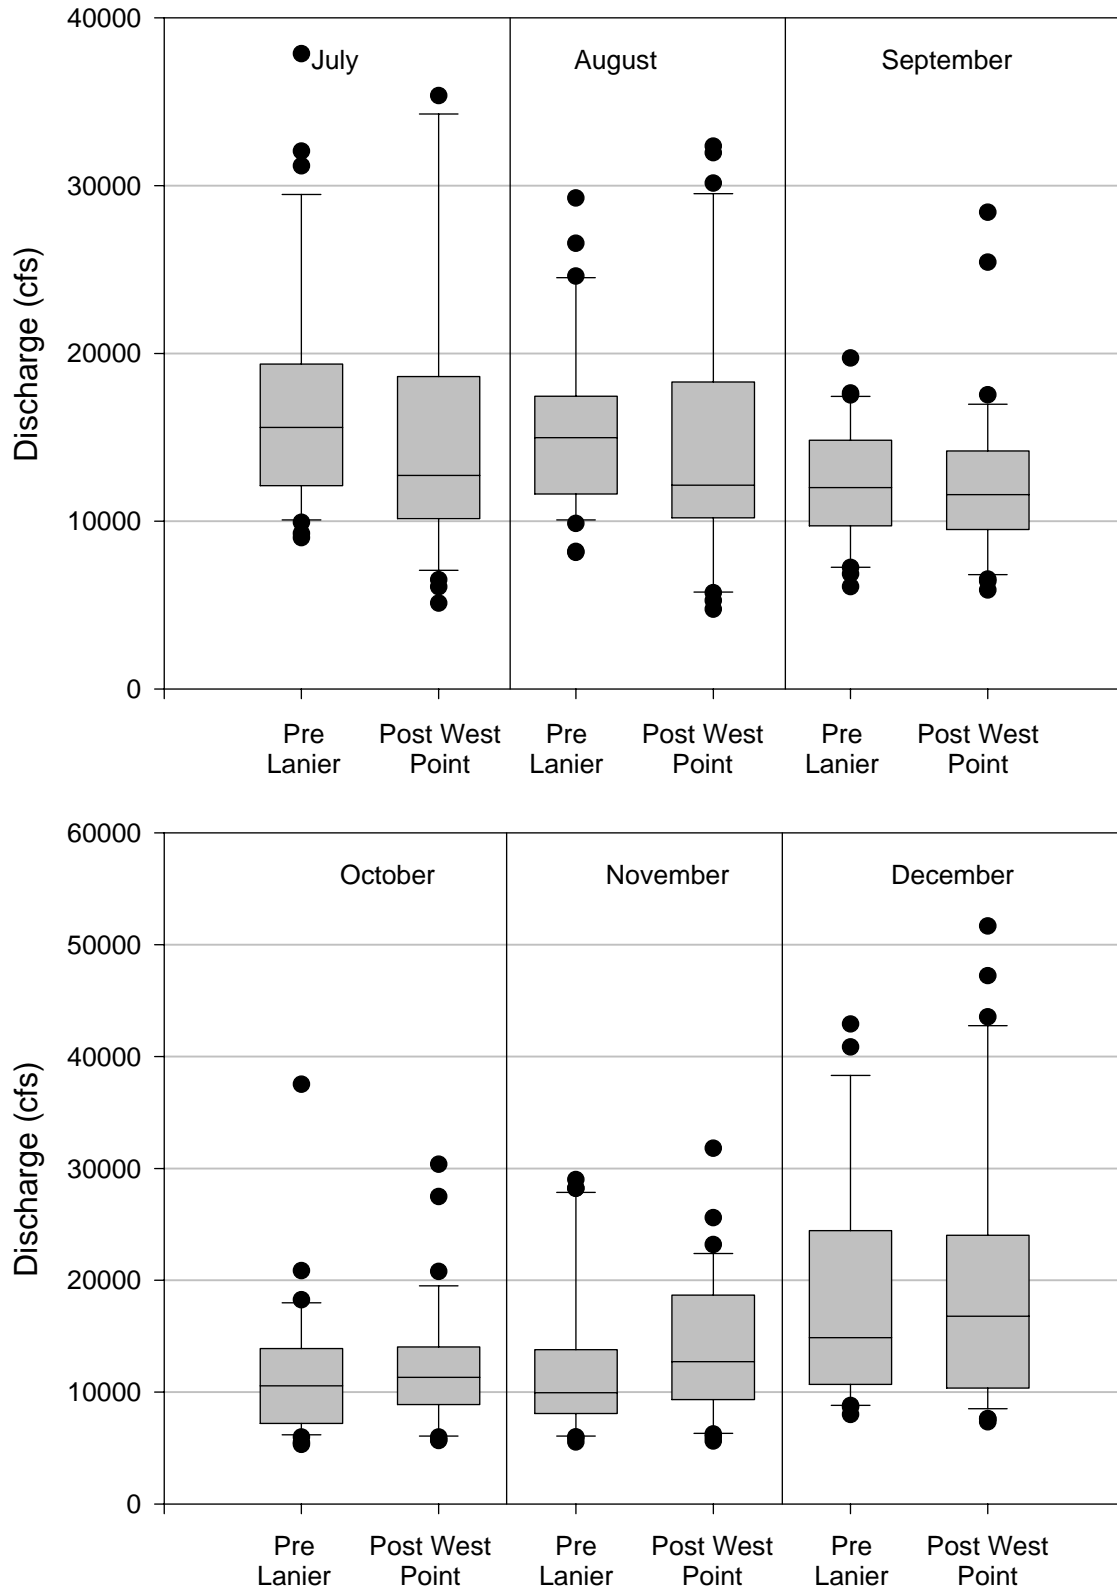 40000
July
August
September
30000
Discharge (cfs)
20000
10000
0
Pre
Lanier
Post West
Point
Pre
Lanier
Post West
Point
Pre
Lanier
Post West
Point
60000
October
November
December
50000
40000
Discharge (cfs)
30000
20000
10000
0
Pre
Lanier
Post West
Point
Pre
Lanier
Post West
Point
Pre
Lanier
Post West
Point